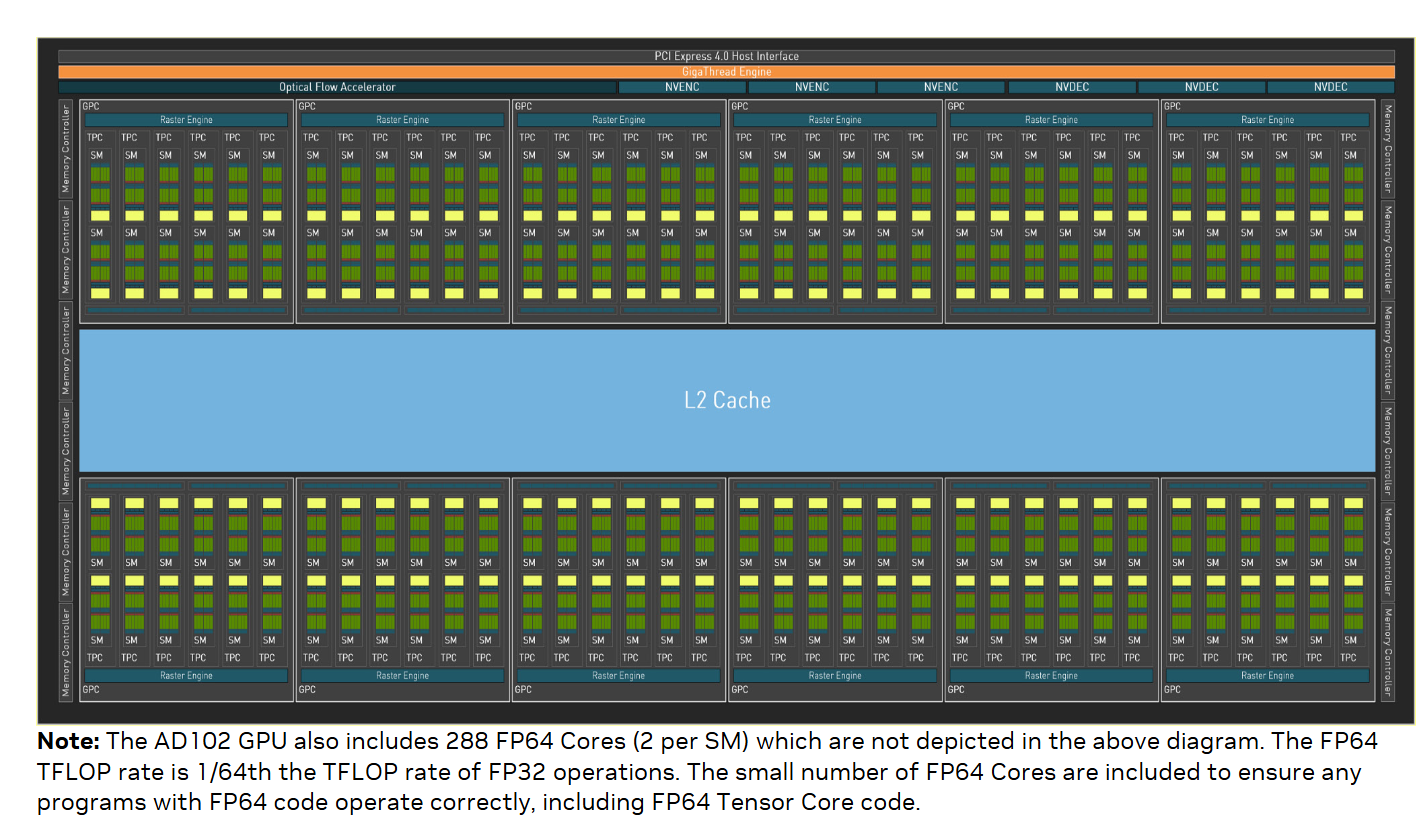 PCI Express 4.0 Host Interface
GigaThread Engine
Optical Flow Accelerator NVENC NVENC NVENC NVDEC NVDEC NVDEC
GPC GPC GPC GPC GPC GPC
Raster Engine Raster Engine Raster Engine Raster Engine Raster Engine Raster Engine
TPC TPC TPC TPC TPC TPC TPC TPC TPC TPC TPC TPC TPC TPC TPC TPC TPC TPC TPC TPC TPC TPC TPC TPC TPC TPC TPC TPC TPC TPC TPC TPC TPC TPC TPC TPC
SM SM SM SM SM SM SM SM SM SM SM SM SM SM SM SM SM SM SM SM SM SM SM SM SM SM SM SM SM SM SM SM SM SM SM SM
Memory Controller Memory Controller
SM SM SM SM SM SM SM SM SM SM SM SM SM SM SM SM SM SM SM SM SM SM SM SM SM SM SM SM SM SM SM SM SM SM SM SM
Memory Controller Memory Controller
Memory Controller Memory Controller
L2 Cache
Memory Controller Memory Controller
Memory Controller Memory Controller
SM SM SM SM SM SM SM SM SM SM SM SM SM SM SM SM SM SM SM SM SM SM SM SM SM SM SM SM SM SM SM SM SM SM SM SM
Memory Controller Memory Controller
SM SM SM SM SM SM SM SM SM SM SM SM SM SM SM SM SM SM SM SM SM SM SM SM SM SM SM SM SM SM SM SM SM SM SM SM
TPC TPC TPC TPC TPC TPC TPC TPC TPC TPC TPC TPC TPC TPC TPC TPC TPC TPC TPC TPC TPC TPC TPC TPC TPC TPC TPC TPC TPC TPC TPC TPC TPC TPC TPC TPC
Raster Engine Raster Engine Raster Engine Raster Engine Raster Engine Raster Engine
GPC GPC GPC GPC GPC GPC
Note: The AD102 GPU also includes 288 FP64 Cores (2 per SM) which are not depicted in the above diagram. The FP64
TFLOP rate is 1/64th the TFLOP rate of FP32 operations. The small number of FP64 Cores are included to ensure any
programs with FP64 code operate correctly, including FP64 Tensor Core code.